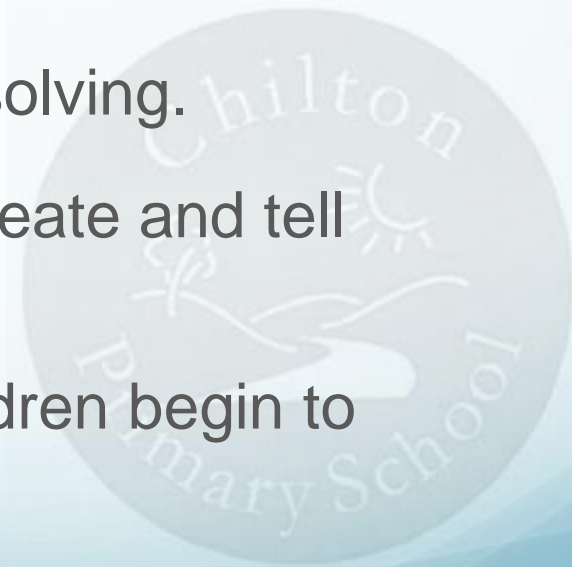 olving.
eate and tell
dren begin to
Chilton
Primary School